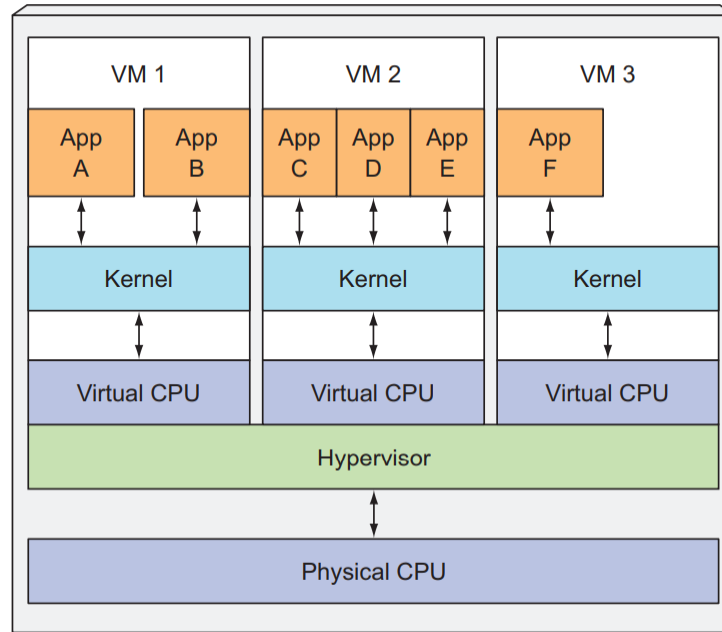 VM 1
VM 2
VM 3
App
A
App
B
App
C
App
D
App
E
App
F
Kernel
Kernel
Kernel
Virtual CPU
Virtual CPU
Virtual CPU
Hypervisor
Physical CPU